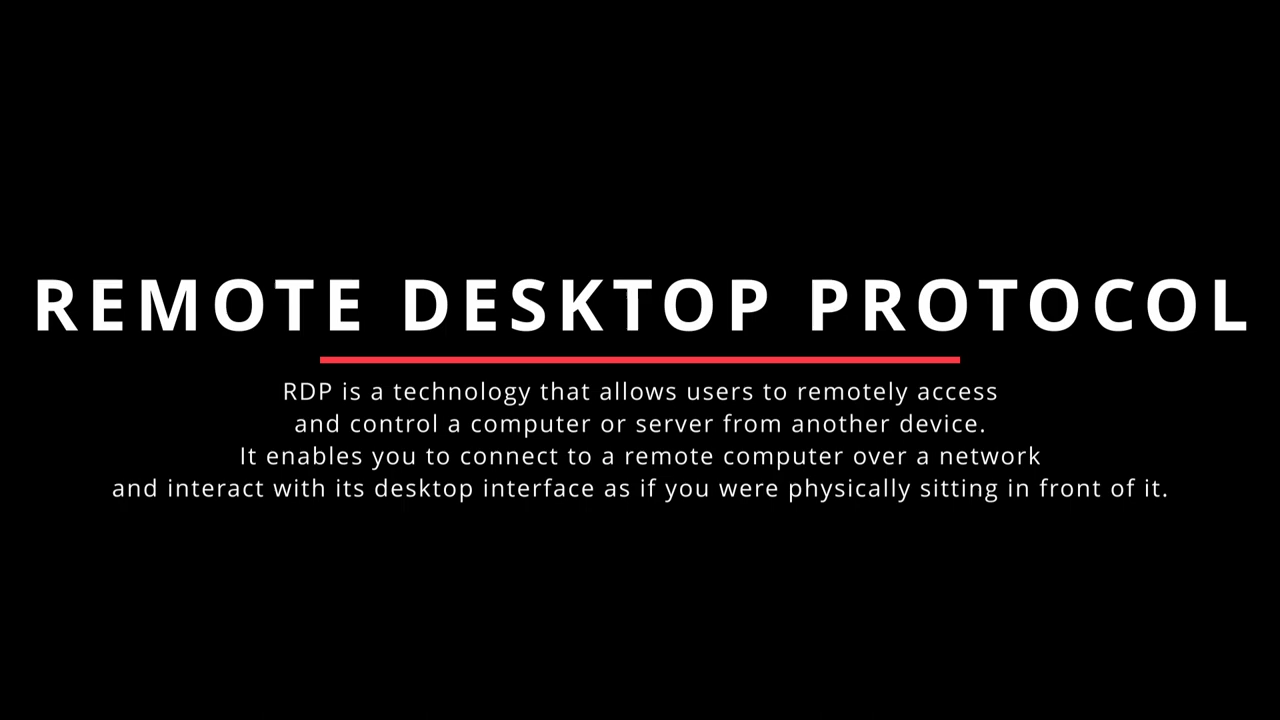 REMOTE DESKTOP PROTOCOL
RDP is a technology that allows users to remotely access
and control a computer or server from another device.
It enables you to connect to a remote computer over a network
and interact with its desktop interface as if you were physically sitting in front of it.